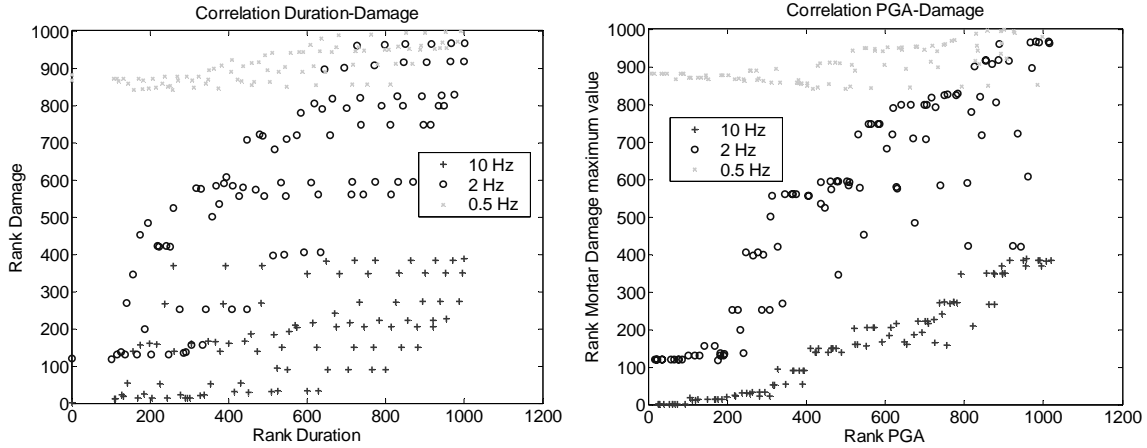 Correlation Duration-Damage
1000
900
800
700
600
500
400
300
200
100
0
Rank Damage
10 Hz
2 Hz
0.5 Hz
0 200 400 600 800 1000 1200
Rank Duration
Correlation PGA-Damage
1000
900
800
700
600
500
400
300
200
100
0
Rank Mortar Damage maximum value
10 Hz
2 Hz
0.5 Hz
0 200 400 600 800 1000 1200
Rank PGA